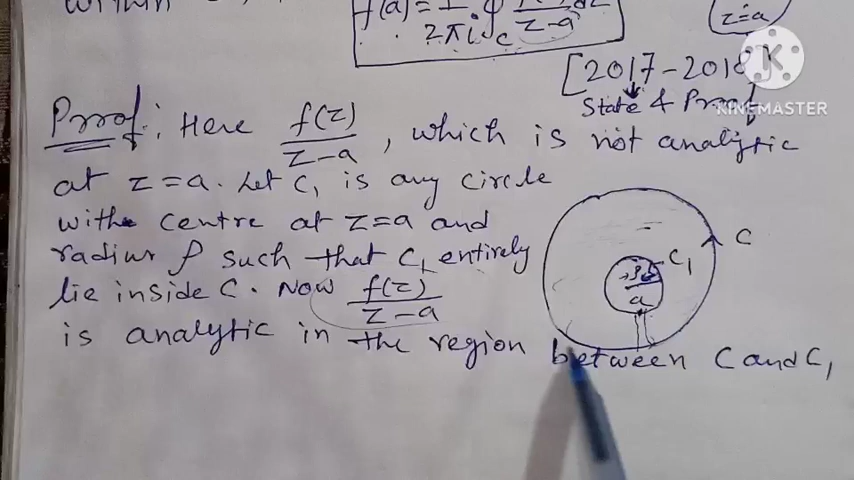 within
f(a) = 1/2πi ∮c z-a
z=a
[2017-2018]
State & Proof
KINEMASTER
Proof: Here f(z)/z-a, which is not analytic
at z=a. Let C₁ is any circle
with centre at z=a and
radius ρ such that C₁ entirely
lie inside C. Now f(z)/z-a
is analytic in the region between C and C₁
C
C₁
a